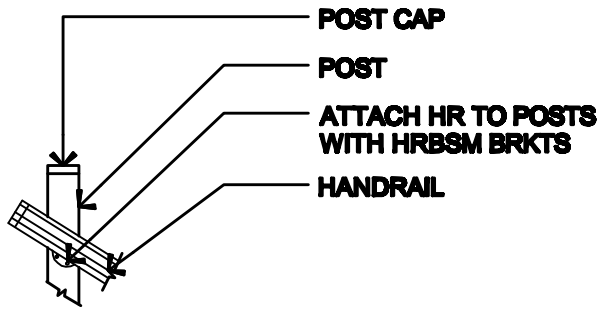 POST CAP
POST
ATTACH HR TO POSTS
WITH HRBSM BRKTS
HANDRAIL